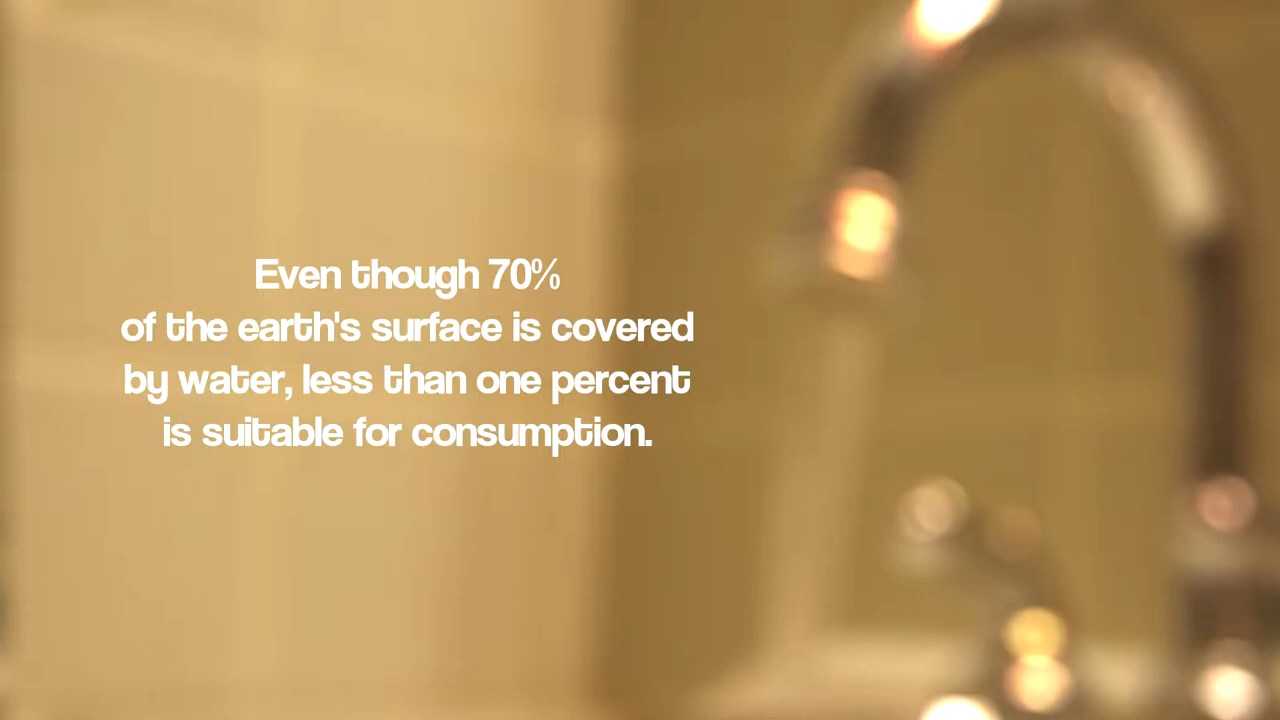 Even though 70%
of the earth's surface is covered
by water, less than one percent
is suitable for consumption.